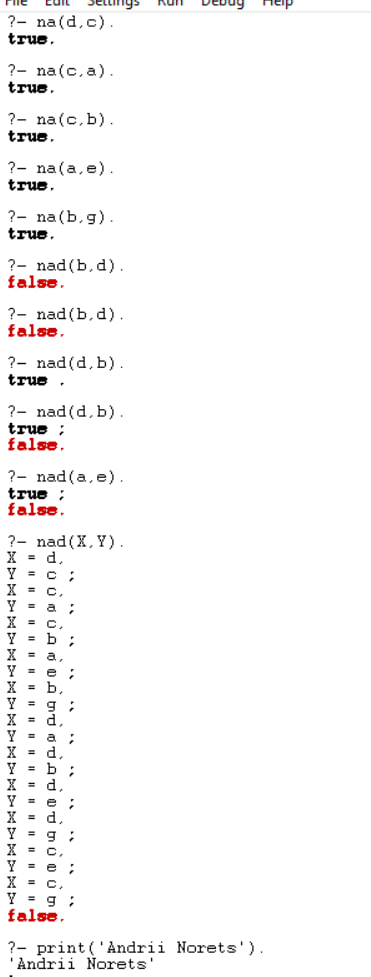 File Edit Settings Run Debug Help
?- na(d,c).
true.
?- na(c,a).
true.
?- na(c,b).
true.
?- na(a,e).
true.
?- na(b,g).
true.
?- nad(b,d).
false.
?- nad(b,d).
false.
?- nad(d,b).
true .
?- nad(d,b).
true ;
false.
?- nad(a,e).
true ;
false.
?- nad(X,Y).
X = d,
Y = c ;
X = c,
Y = a ;
X = c,
Y = b ;
X = a,
Y = e ;
X = b,
Y = g ;
X = d,
Y = a ;
X = d,
Y = b ;
X = d,
Y = e ;
X = d,
Y = g ;
X = c,
Y = e ;
X = c,
Y = g ;
false.
?- print('Andrii Norets').
'Andrii Norets'